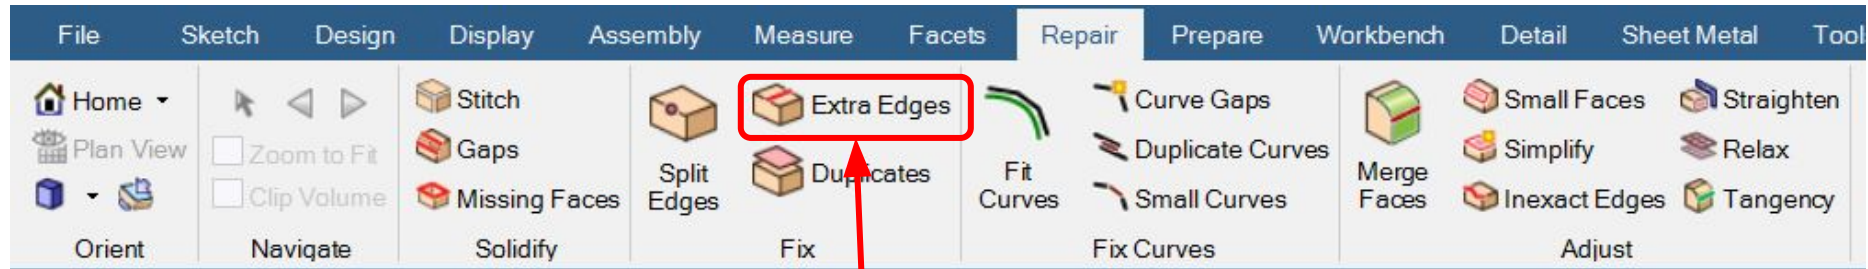 File Sketch Design Display Assembly Measure Facets Repair Prepare Workbench Detail Sheet Metal Tool
Home
Plan View
Zoom to Fit
Clip Volume
Stitch
Gaps
Missing Faces
Split
Edges
Extra Edges
Duplicates
Fit
Curves
Curve Gaps
Duplicate Curves
Small Curves
Merge
Faces
Small Faces
Simplify
Inexact Edges
Straighten
Relax
Tangency
Orient Navigate Solidify Fix Fix Curves Adjust